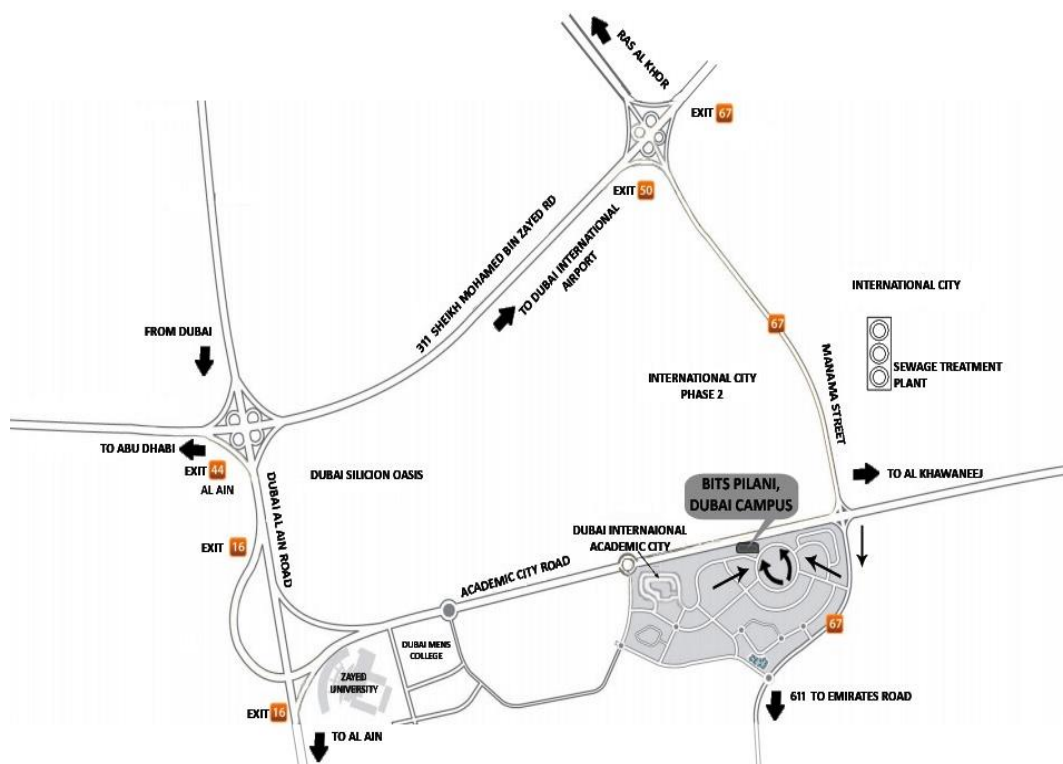 RAS AL KHOR
EXIT 67
EXIT 50
311 SHEIKH MOHAMED BIN ZAYED RD
TO DUBAI INTERNATIONAL
AIRPORT
INTERNATIONAL CITY
FROM DUBAI
67
SEWAGE TREATMENT
PLANT
INTERNATIONAL CITY
PHASE 2
MANAMA STREET
TO ABU DHABI
EXIT 44
AL AIN
DUBAI SILICION OASIS
TO AL KHAWANEEJ
BITS PILANI,
DUBAI CAMPUS
DUBAI AL AIN ROAD
EXIT 16
DUBAI INTERNAIONAL
ACADEMIC CITY
ACADEMIC CITY ROAD
67
DUBAI MENS
COLLEGE
ZAYED
UNIVERSITY
EXIT 16
611 TO EMIRATES ROAD
TO AL AIN